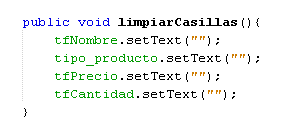 public void limpiarCasillas(){
tfNombre.setText("");
tipo_producto.setText("");
tfPrecio.setText("");
tfCantidad.setText("");
}